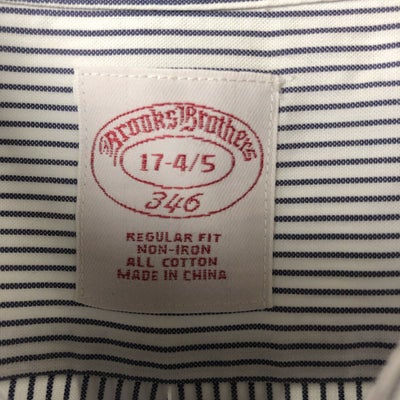 Brooks Brothers
17-4/5
346
REGULAR FIT
NON-IRON
ALL COTTON
MADE IN CHINA